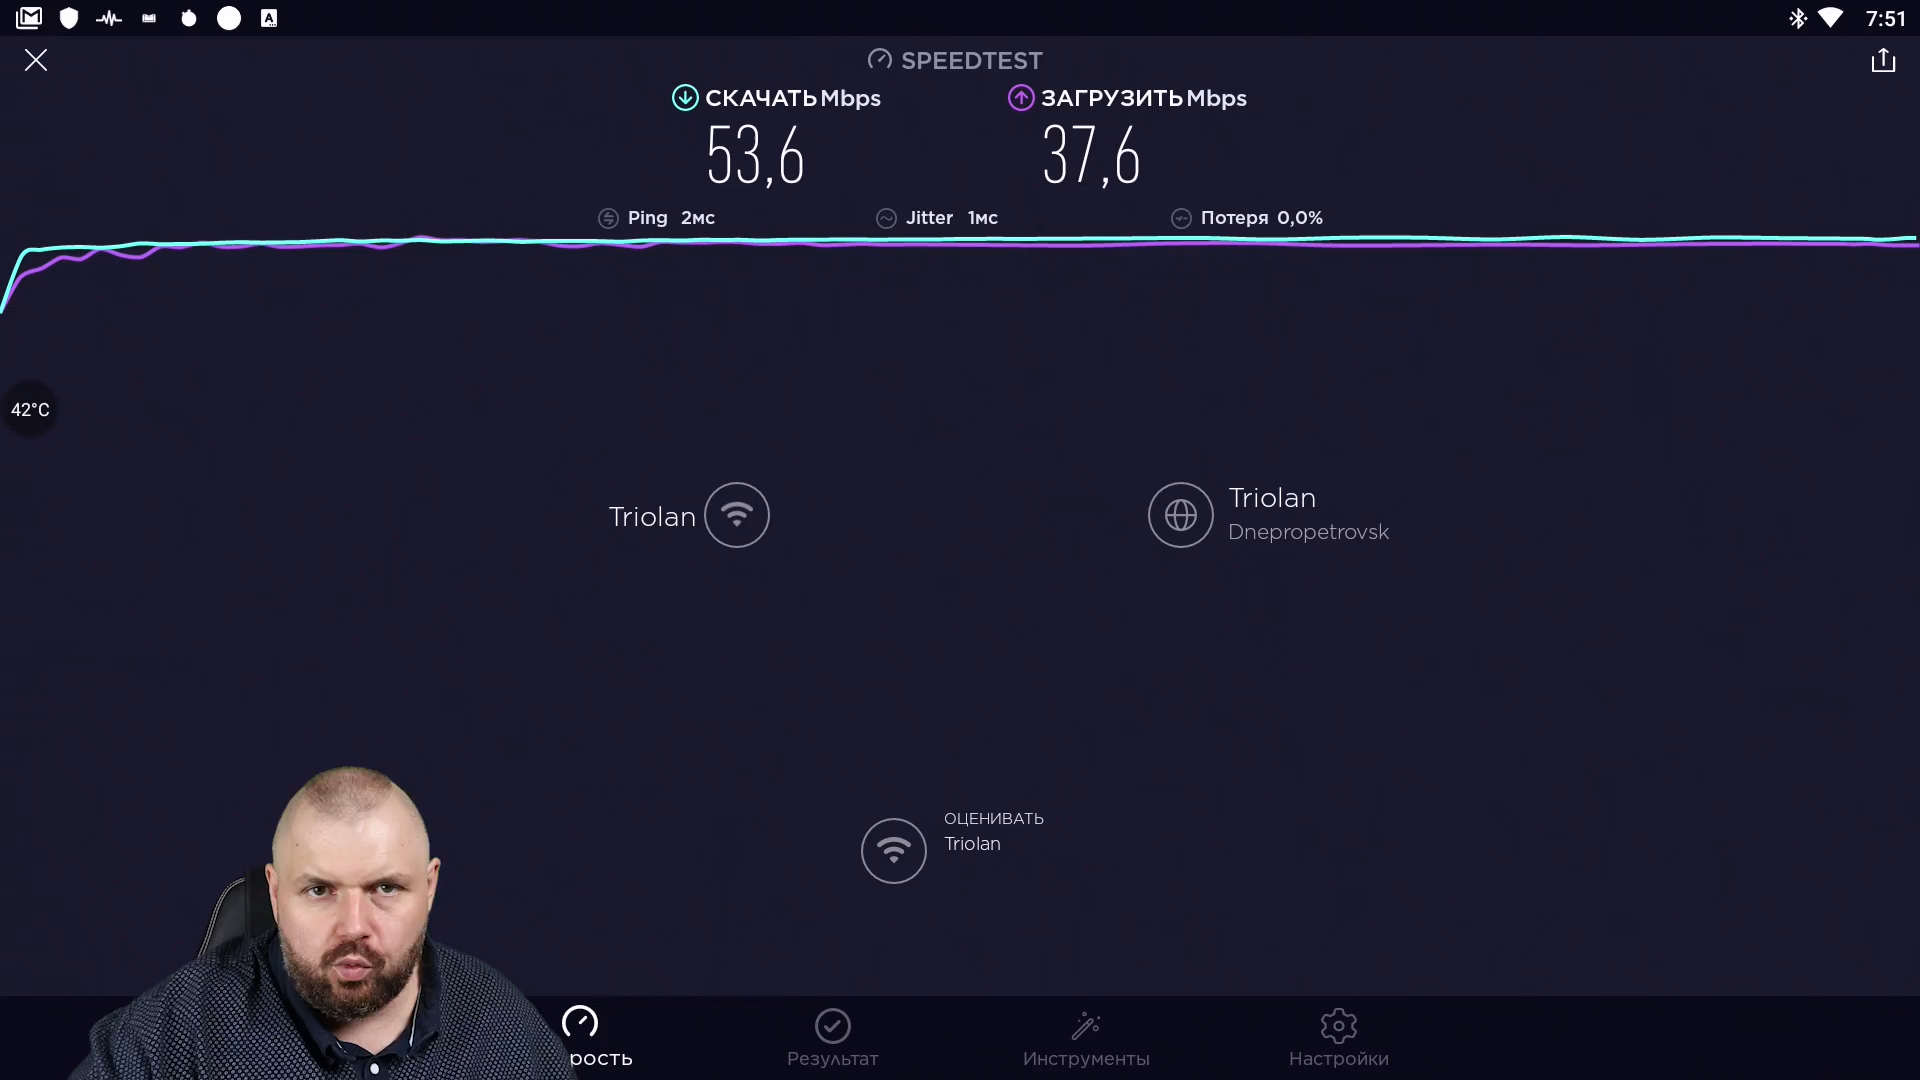 7:51
SPEEDTEST
СКАЧАТЬ Mbps
ЗАГРУЗИТЬ Mbps
53,6
37,6
Ping 2мс
Jitter 1мс
Потеря 0,0%
42°C
Triolan
Triolan
Dnepropetrovsk
ОЦЕНИВАТЬ
Triolan
рость
Результат
Инструменты
Настройки